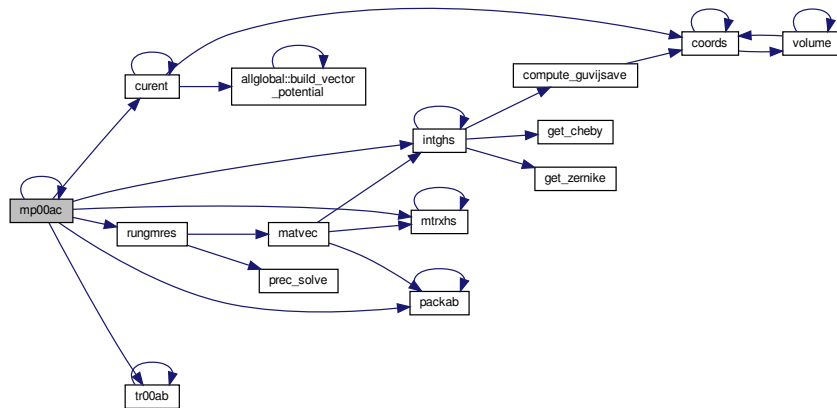 coords
volume
compute_guvijsave
curent
allglobal::build_vector
_potential
intghs
get_cheby
get_zernike
mp00ac
mtrxhs
rungmres
matvec
prec_solve
packab
tr00ab